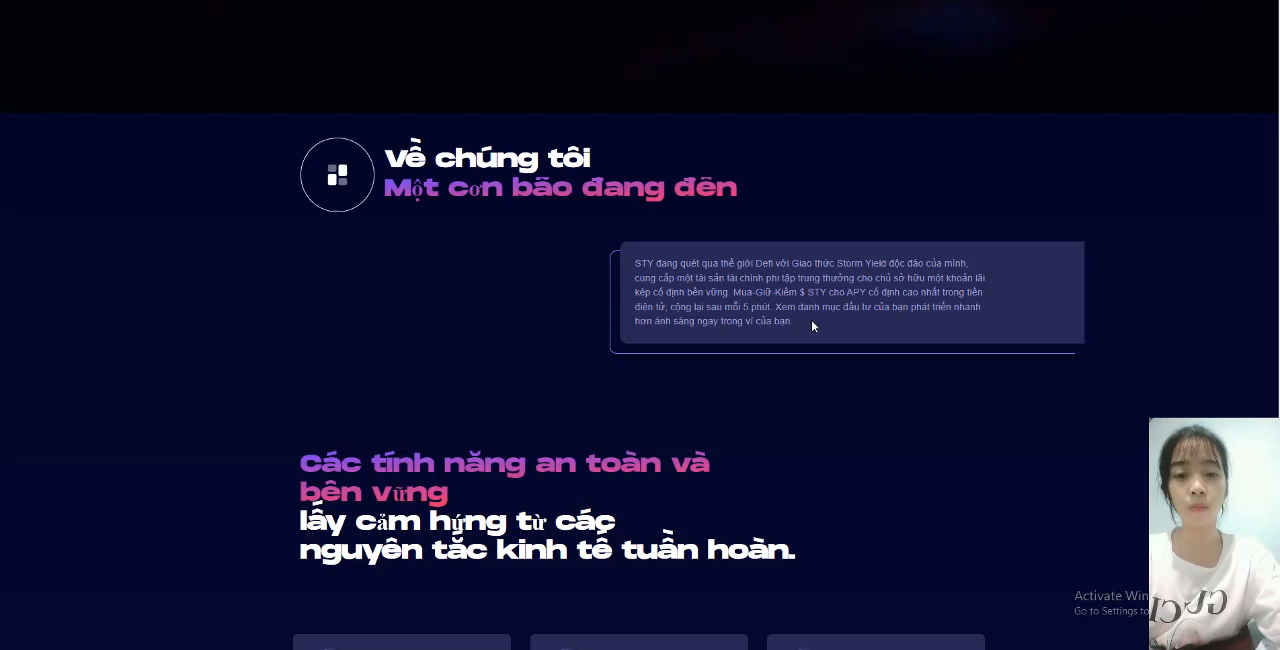 Về chúng tôi
Một cơn bão đang đến
STY đang quét qua thế giới Defi với Giao thức Storm Yield độc đáo của mình,
cung cấp một tài sản tài chính phi tập trung thưởng cho chủ sở hữu một khoản lãi
kép cố định bền vững. Mua-Giữ-Kiếm $ STY cho APY cố định cao nhất trong tiền
điện tử, cộng lại sau mỗi 5 phút. Xem danh mục đầu tư của bạn phát triển nhanh
hơn ánh sáng ngay trong ví của bạn.
Các tính năng an toàn và
bền vững
lấy cảm hứng từ các
nguyên tắc kinh tế tuần hoàn.
Activate Win
Go to Settings to